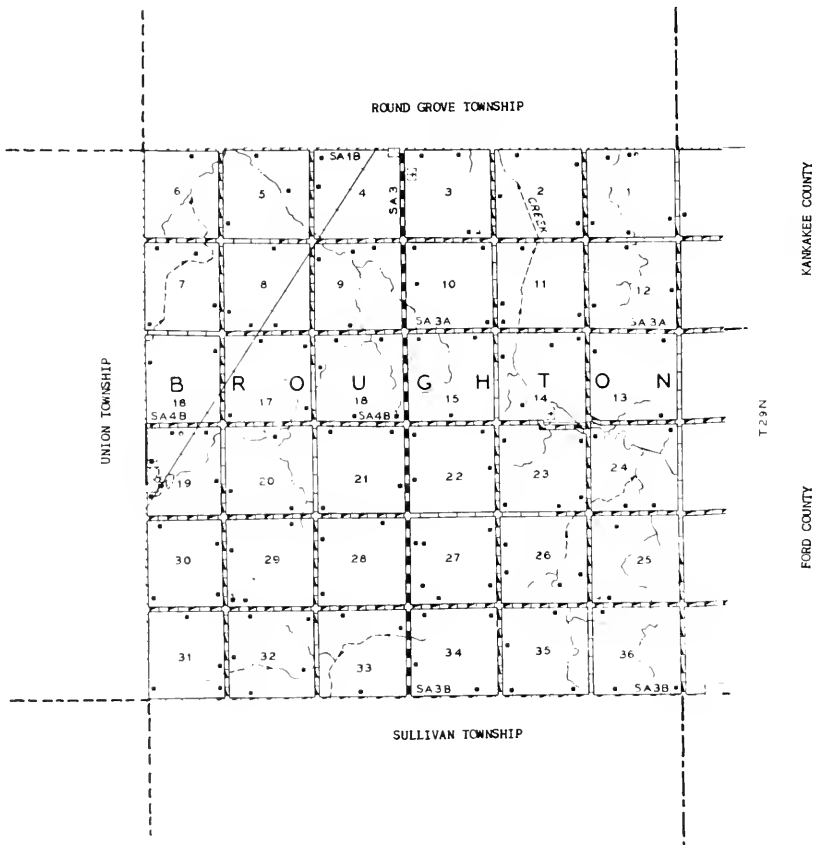 ROUND GROVE TOWNSHIP
KANKAKEE COUNTY
SA1B
6 5 4 3 2 1
SA3
CREEK
7 8 9 10 11 12
SA3A SA3A
UNION TOWNSHIP
B R O U G H T O N
18 17 18 15 14 13
SA4B SA4B
T29N
19 20 21 22 23 24
FORD COUNTY
30 29 28 27 26 25
31 32 33 34 35 36
SA3B SA3B
SULLIVAN TOWNSHIP